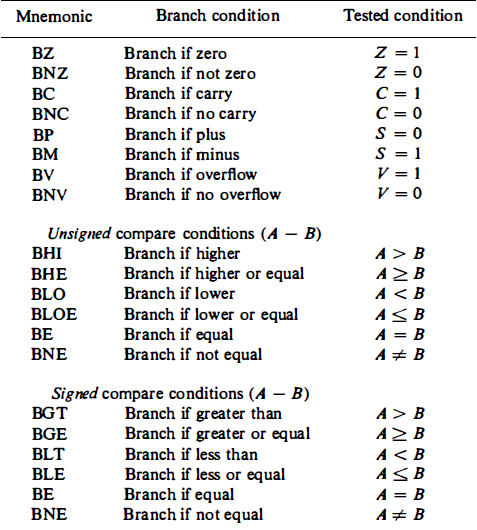 Mnemonic Branch condition Tested condition
BZ Branch if zero Z = 1
BNZ Branch if not zero Z = 0
BC Branch if carry C = 1
BNC Branch if no carry C = 0
BP Branch if plus S = 0
BM Branch if minus S = 1
BV Branch if overflow V = 1
BNV Branch if no overflow V = 0
Unsigned compare conditions (A − B)
BHI Branch if higher A > B
BHE Branch if higher or equal A ≥ B
BLO Branch if lower A < B
BLOE Branch if lower or equal A ≤ B
BE Branch if equal A = B
BNE Branch if not equal A ≠ B
Signed compare conditions (A − B)
BGT Branch if greater than A > B
BGE Branch if greater or equal A ≥ B
BLT Branch if less than A < B
BLE Branch if less or equal A ≤ B
BE Branch if equal A = B
BNE Branch if not equal A ≠ B